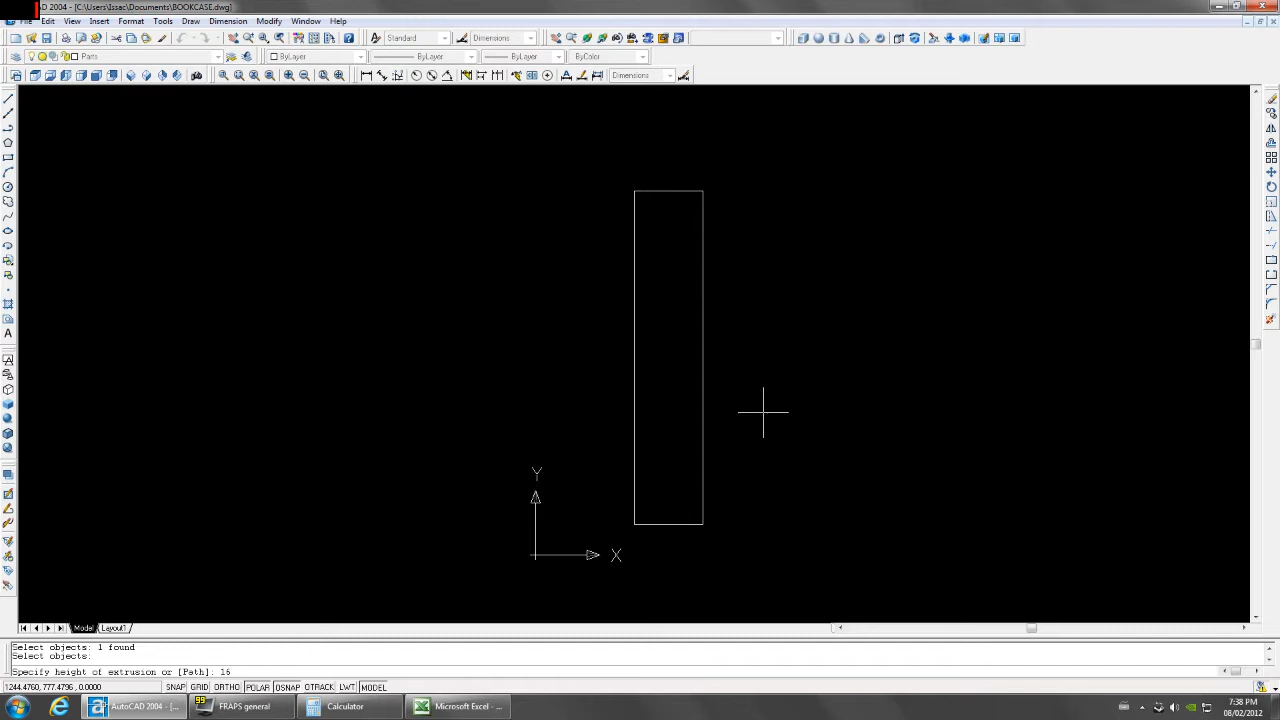 CAD 2004 - [C:\Users\Issac\Documents\BOOKCASE.dwg]
File Edit View Insert Format Tools Draw Dimension Modify Window Help
Standard Dimensions
Parts ByLayer ByLayer ByLayer ByColor
Dimensions
A
Y
X
Model Layout1
Select objects: 1 found
Select objects:
Specify height of extrusion or [Path]: 16
1244.4760, 777.4796, 0.0000 SNAP GRID ORTHO POLAR OSNAP OTRACK LWT MODEL
AutoCAD 2004 - [... 99 FRAPS general Calculator Microsoft Excel - ... 7:38 PM
08/02/2012